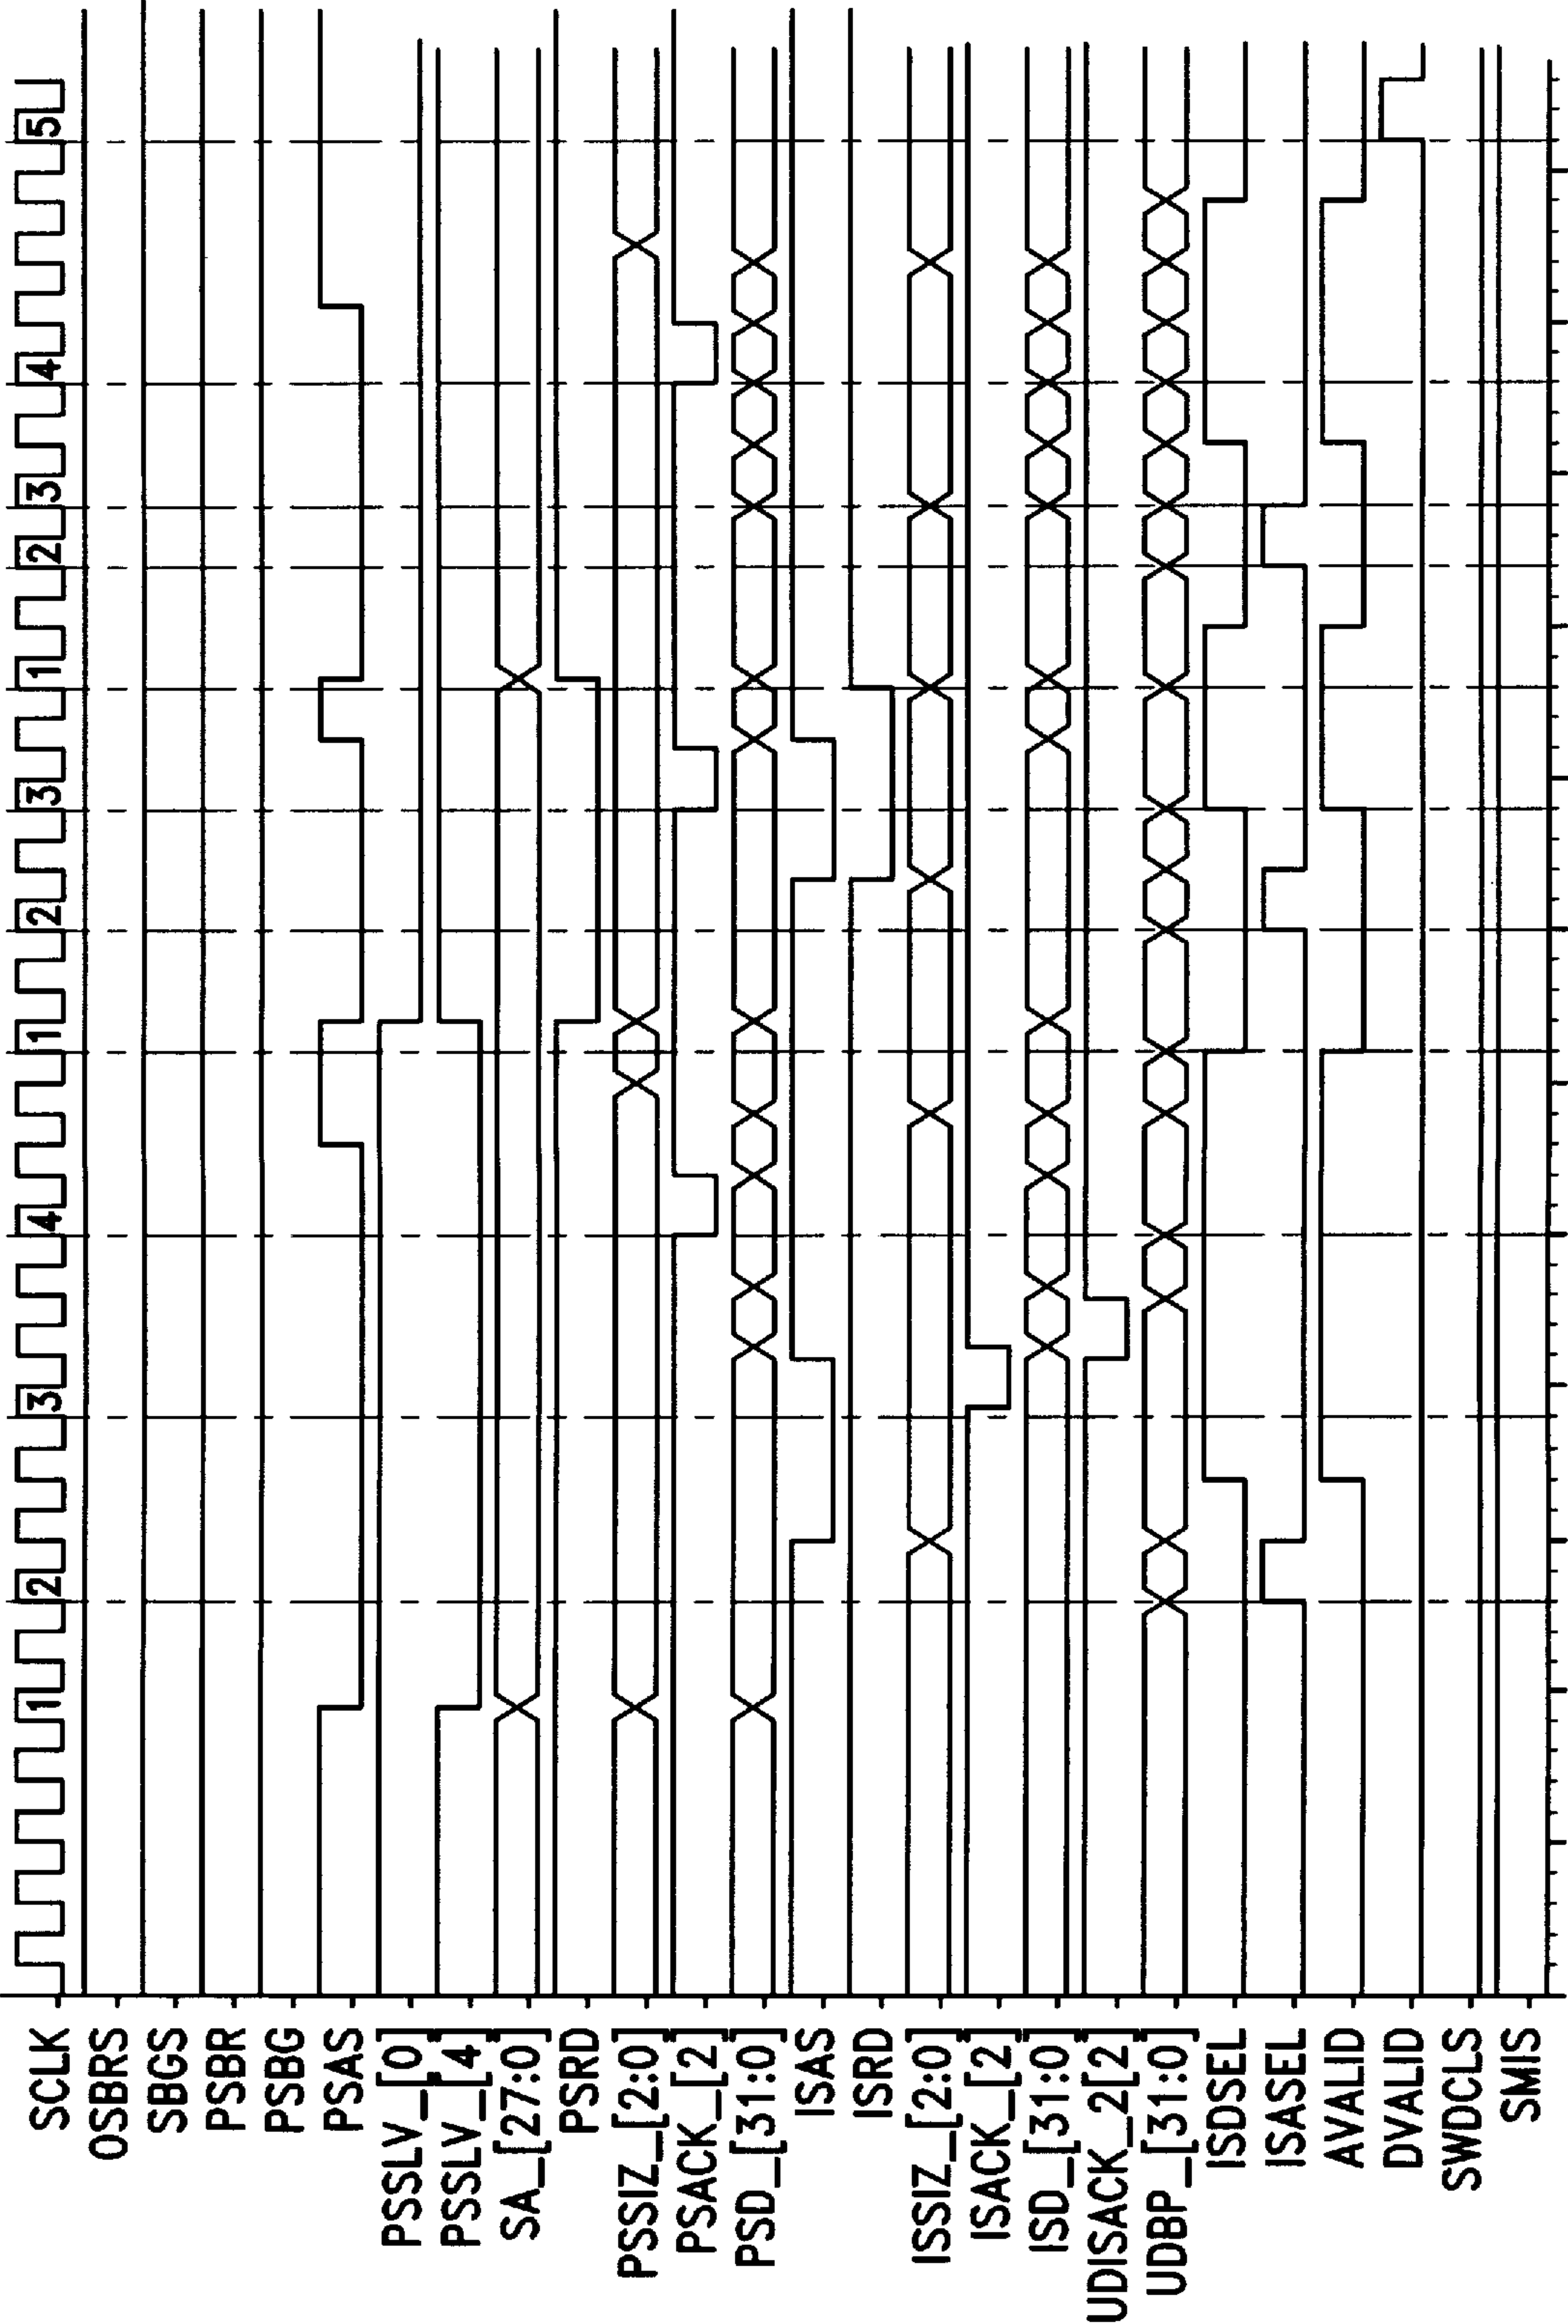 SCLK 1 2 3 4 1 2 3 1 2 3 4 5
OSBRS
SBGS
PSBR
PSBG
PSAS
PSSLV_[0]
PSSLV_[4]
SA_[27:0]
PSRD
PSSIZ_[2:0]
PSACK_[2]
PSD_[31:0]
ISAS
ISRD
ISSIZ_[2:0]
ISACK_[2]
ISD_[31:0]
UDISACK_2[2]
UDBP_[31:0]
ISDSEL
ISASEL
AVALID
DVALID
SWDCLS
SMIS